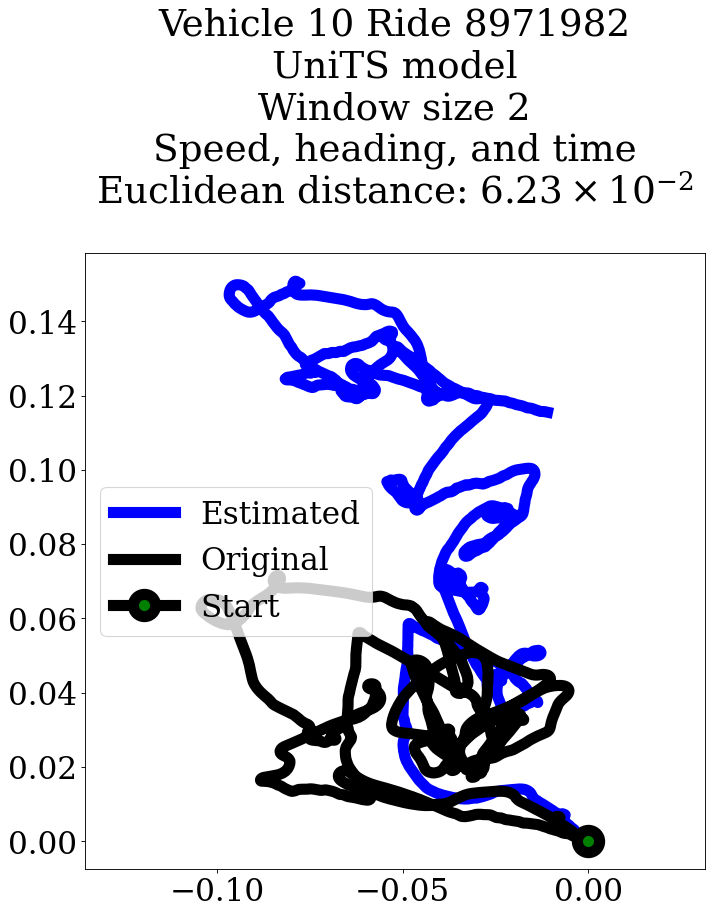 Vehicle 10 Ride 8971982
UniTS model
Window size 2
Speed, heading, and time
Euclidean distance: 6.23 × 10⁻²
0.14
0.12
0.10
0.08
0.06
0.04
0.02
0.00
Estimated
Original
Start
−0.10 −0.05 0.00